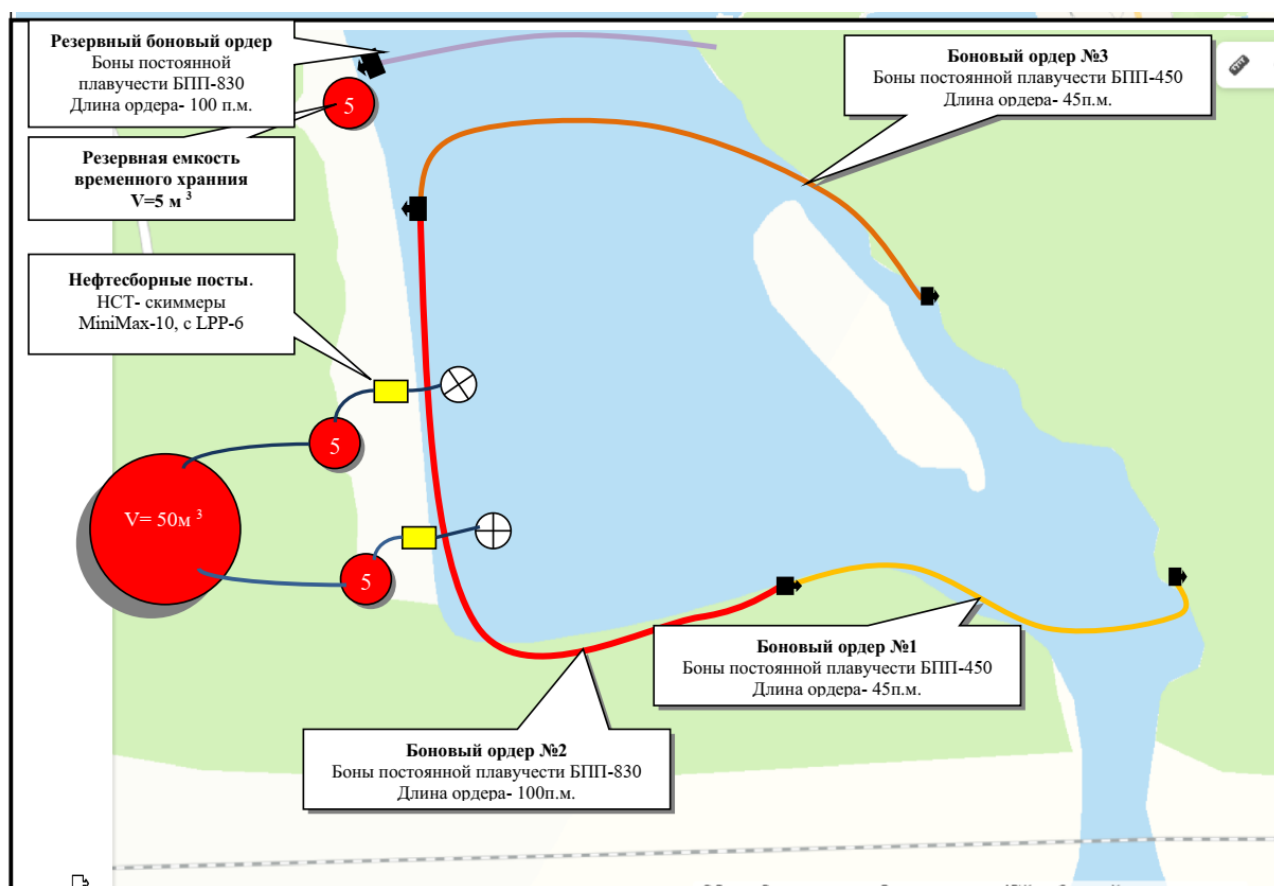 Резервный боновый ордер
Боны постоянной
плавучести БПП-830
Длина ордера- 100 п.м.
5
Резервная емкость
временного хранния
V=5 м ³
Боновый ордер №3
Боны постоянной плавучести БПП-450
Длина ордера- 45п.м.
Нефтесборные посты.
НСТ- скиммеры
MiniMax-10, с LPP-6
5
V= 50м ³
5
Боновый ордер №1
Боны постоянной плавучести БПП-450
Длина ордера- 45п.м.
Боновый ордер №2
Боны постоянной плавучести БПП-830
Длина ордера- 100п.м.